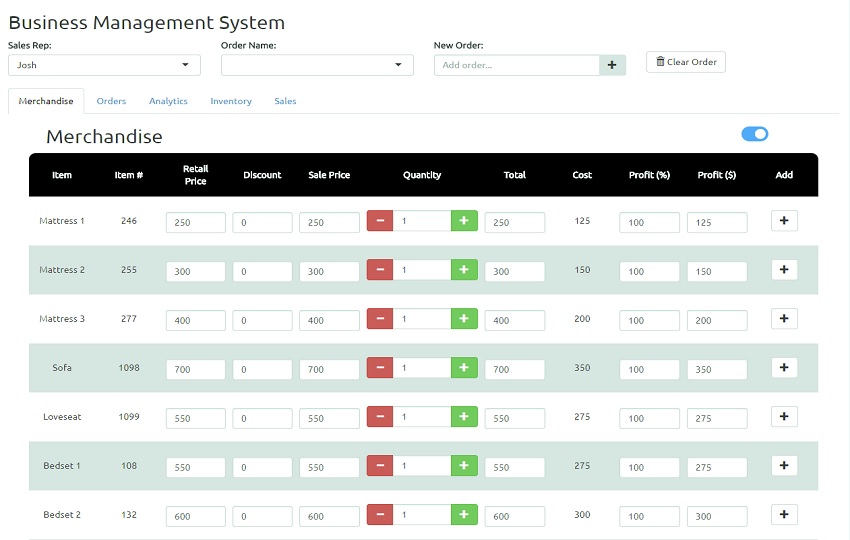 Business Management System
Sales Rep: Order Name: New Order:
Josh Add order... Clear Order
Merchandise Orders Analytics Inventory Sales
Merchandise
Item Item # Retail Price Discount Sale Price Quantity Total Cost Profit (%) Profit ($) Add
Mattress 1 246 250 0 250 − 1 + 250 125 100 125 +
Mattress 2 255 300 0 300 − 1 + 300 150 100 150 +
Mattress 3 277 400 0 400 − 1 + 400 200 100 200 +
Sofa 1098 700 0 700 − 1 + 700 350 100 350 +
Loveseat 1099 550 0 550 − 1 + 550 275 100 275 +
Bedset 1 108 550 0 550 − 1 + 550 275 100 275 +
Bedset 2 132 600 0 600 − 1 + 600 300 100 300 +